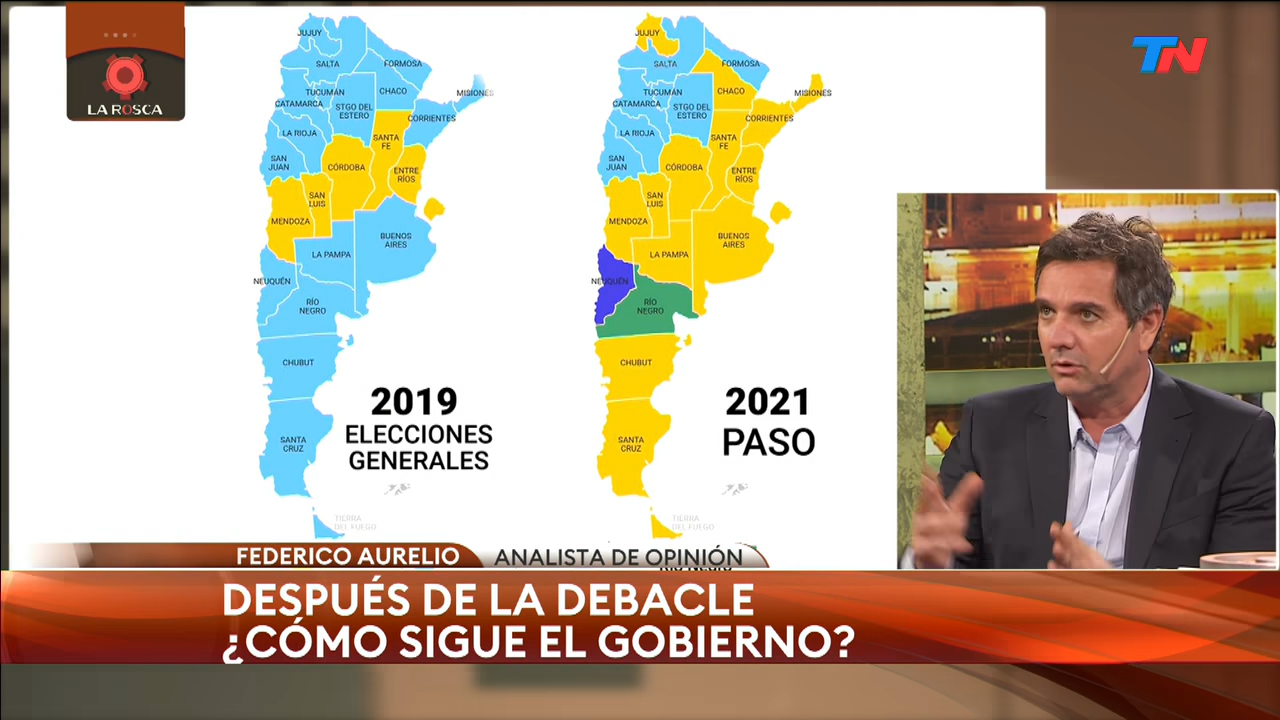 LA ROSCA
TN
JUJUY
SALTA
FORMOSA
TUCUMÁN
CHACO
MISIONES
CATAMARCA
STGO DEL
ESTERO
CORRIENTES
LA RIOJA
SANTA
FE
SAN
JUAN
CÓRDOBA
ENTRE
RÍOS
SAN
LUIS
MENDOZA
BUENOS
AIRES
LA PAMPA
NEUQUÉN
RÍO
NEGRO
CHUBUT
SANTA
CRUZ
TIERRA
DEL FUEGO
2019
ELECCIONES
GENERALES
JUJUY
SALTA
FORMOSA
TUCUMÁN
CHACO
MISIONES
CATAMARCA
STGO DEL
ESTERO
CORRIENTES
LA RIOJA
SANTA
FE
SAN
JUAN
CÓRDOBA
ENTRE
RÍOS
SAN
LUIS
MENDOZA
BUENOS
AIRES
LA PAMPA
NEUQUÉN
RÍO
NEGRO
CHUBUT
SANTA
CRUZ
TIERRA
DEL FUEGO
2021
PASO
FEDERICO AURELIO ANALISTA DE OPINIÓN
DESPUÉS DE LA DEBACLE
¿CÓMO SIGUE EL GOBIERNO?